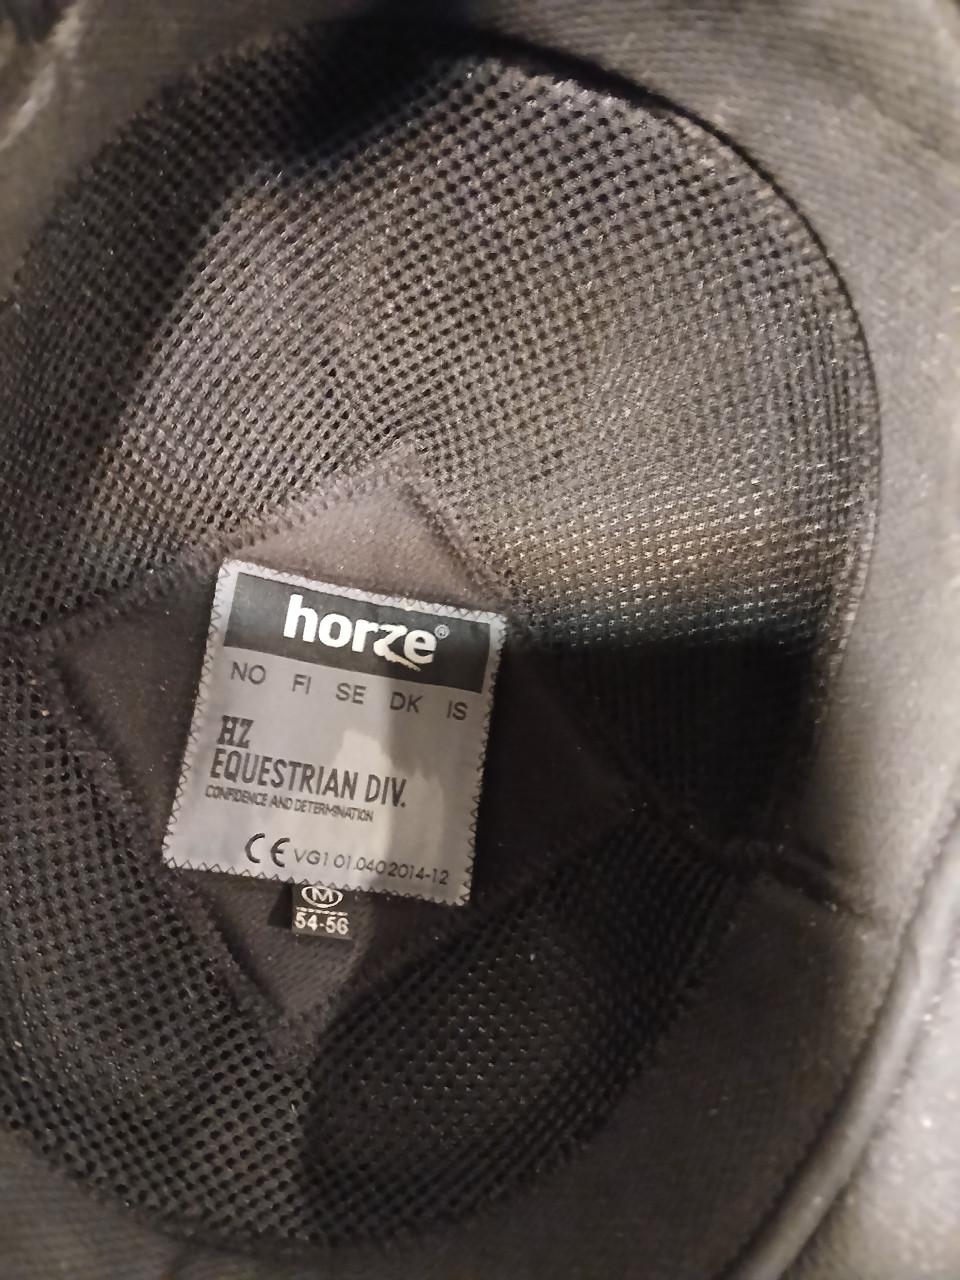 horze®
NO FI SE DK IS
HZ
EQUESTRIAN DIV.
CONFIDENCE AND DETERMINATION
CE VG1 01.040 2014-12
M
54-56